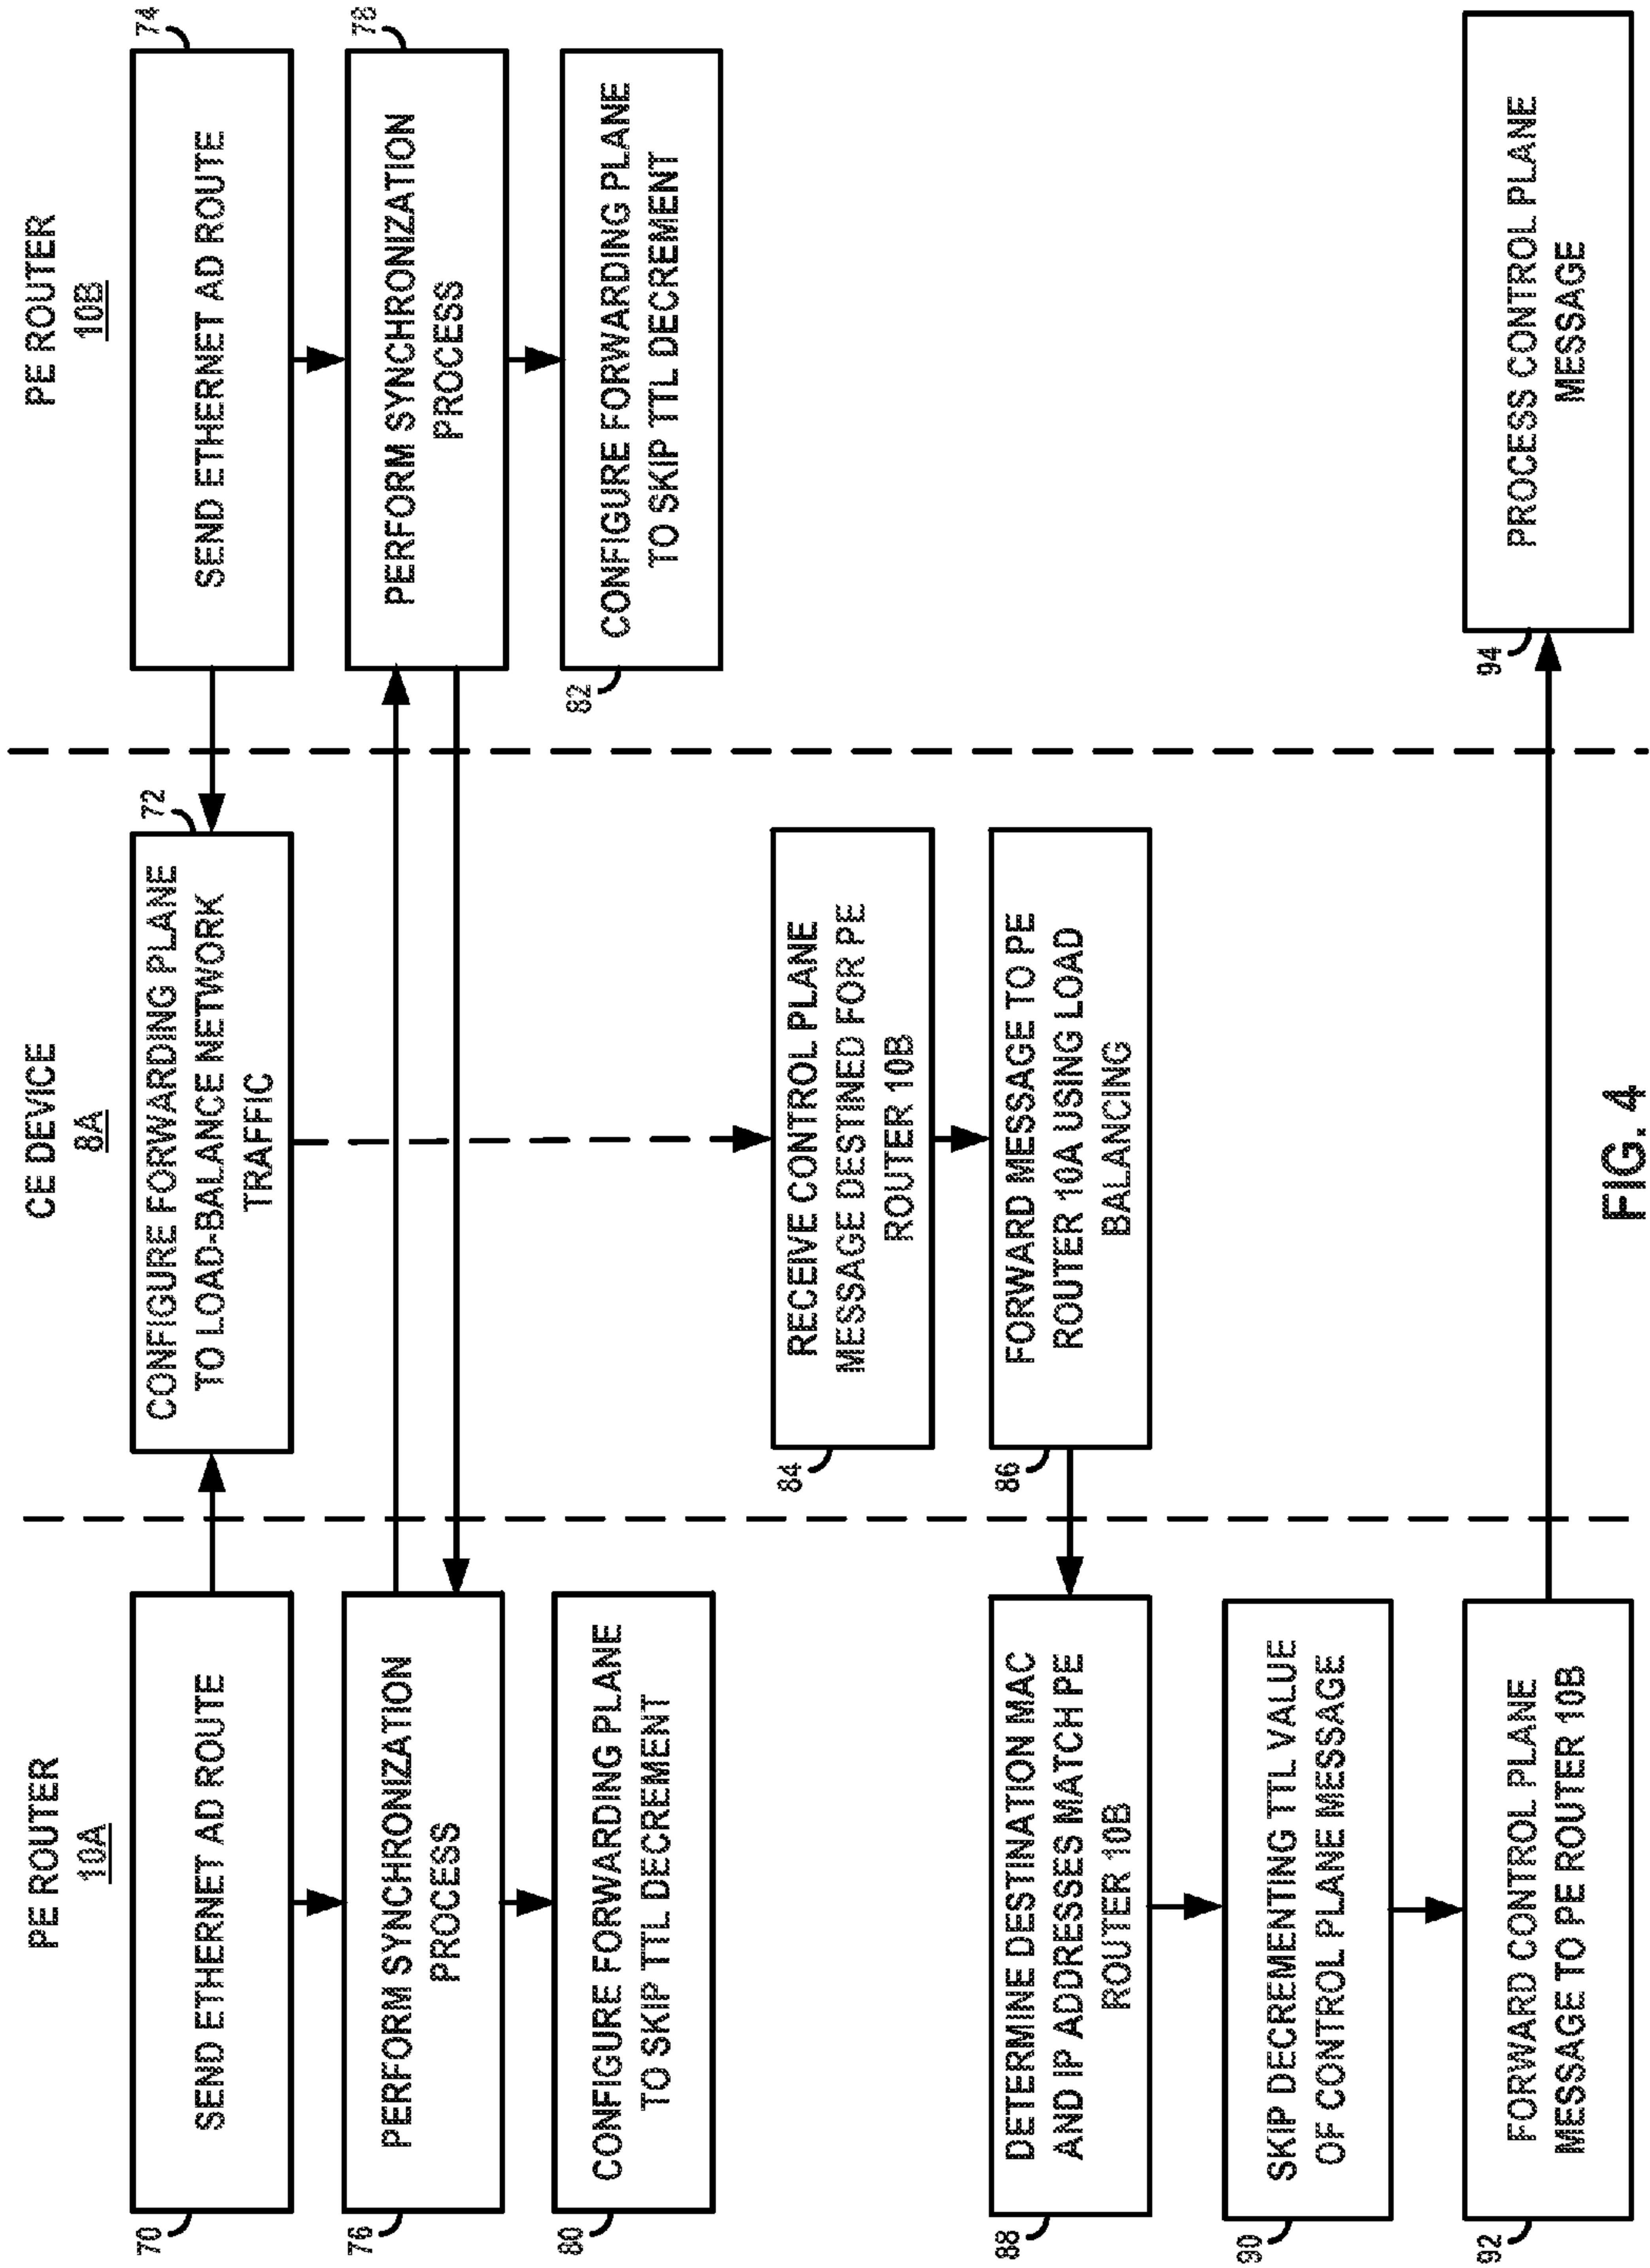 PE ROUTER
10A
CE DEVICE
8A
PE ROUTER
10B
70
SEND ETHERNET AD ROUTE
72
CONFIGURE FORWARDING PLANE
TO LOAD-BALANCE NETWORK
TRAFFIC
74
SEND ETHERNET AD ROUTE
76
PERFORM SYNCHRONIZATION
PROCESS
78
PERFORM SYNCHRONIZATION
PROCESS
80
CONFIGURE FORWARDING PLANE
TO SKIP TTL DECREMENT
82
CONFIGURE FORWARDING PLANE
TO SKIP TTL DECREMENT
84
RECEIVE CONTROL PLANE
MESSAGE DESTINED FOR PE
ROUTER 10B
86
FORWARD MESSAGE TO PE
ROUTER 10A USING LOAD
BALANCING
88
DETERMINE DESTINATION MAC
AND IP ADDRESSES MATCH PE
ROUTER 10B
90
SKIP DECREMENTING TTL VALUE
OF CONTROL PLANE MESSAGE
92
FORWARD CONTROL PLANE
MESSAGE TO PE ROUTER 10B
94
PROCESS CONTROL PLANE
MESSAGE
FIG. 4